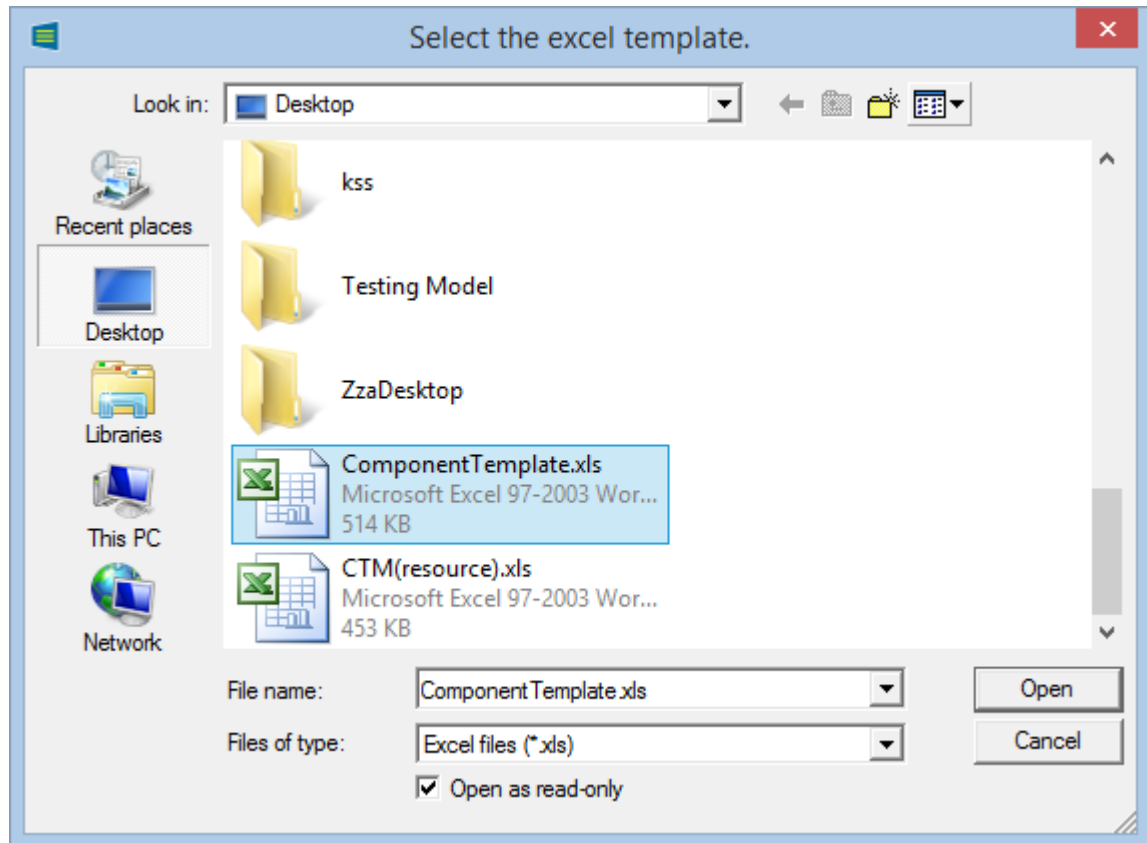 Select the excel template.
Look in:
Desktop
Recent places
Desktop
Libraries
This PC
Network
kss
Testing Model
ZzaDesktop
ComponentTemplate.xls
Microsoft Excel 97-2003 Wor...
514 KB
CTM(resource).xls
Microsoft Excel 97-2003 Wor...
453 KB
File name:
ComponentTemplate.xls
Open
Files of type:
Excel files (*.xls)
Cancel
Open as read-only